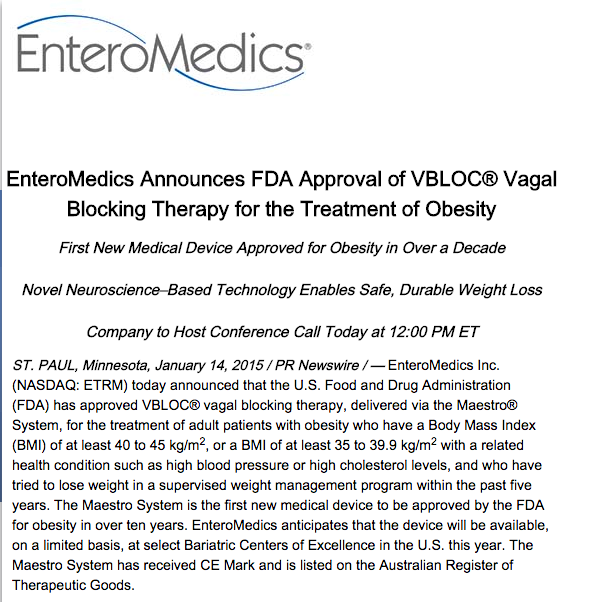 EnteroMedics®
EnteroMedics Announces FDA Approval of VBLOC® Vagal
Blocking Therapy for the Treatment of Obesity
First New Medical Device Approved for Obesity in Over a Decade
Novel Neuroscience–Based Technology Enables Safe, Durable Weight Loss
Company to Host Conference Call Today at 12:00 PM ET
ST. PAUL, Minnesota, January 14, 2015 / PR Newswire / — EnteroMedics Inc.
(NASDAQ: ETRM) today announced that the U.S. Food and Drug Administration
(FDA) has approved VBLOC® vagal blocking therapy, delivered via the Maestro®
System, for the treatment of adult patients with obesity who have a Body Mass Index
(BMI) of at least 40 to 45 kg/m², or a BMI of at least 35 to 39.9 kg/m² with a related
health condition such as high blood pressure or high cholesterol levels, and who have
tried to lose weight in a supervised weight management program within the past five
years. The Maestro System is the first new medical device to be approved by the FDA
for obesity in over ten years. EnteroMedics anticipates that the device will be available,
on a limited basis, at select Bariatric Centers of Excellence in the U.S. this year. The
Maestro System has received CE Mark and is listed on the Australian Register of
Therapeutic Goods.